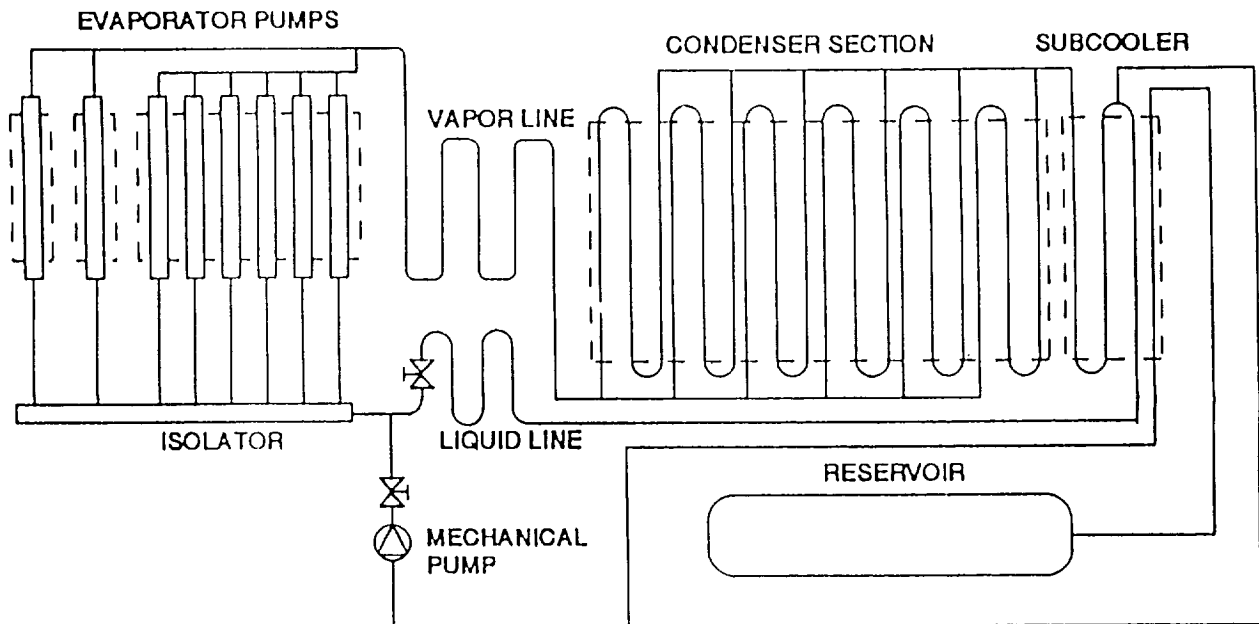 EVAPORATOR PUMPS
CONDENSER SECTION
SUBCOOLER
VAPOR LINE
ISOLATOR
LIQUID LINE
RESERVOIR
MECHANICAL
PUMP